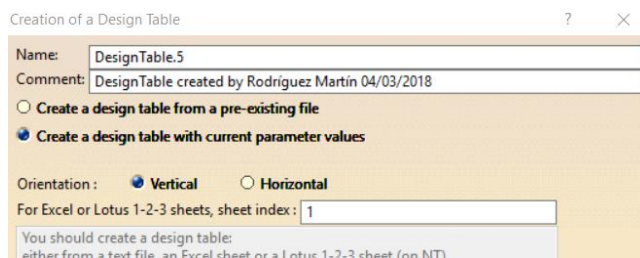 Creation of a Design Table ? ×
Name: DesignTable.5
Comment: DesignTable created by Rodríguez Martín 04/03/2018
Create a design table from a pre-existing file
Create a design table with current parameter values
Orientation : Vertical Horizontal
For Excel or Lotus 1-2-3 sheets, sheet index : 1
You should create a design table:
either from a text file, an Excel sheet or a Lotus 1-2-3 sheet (on NT)